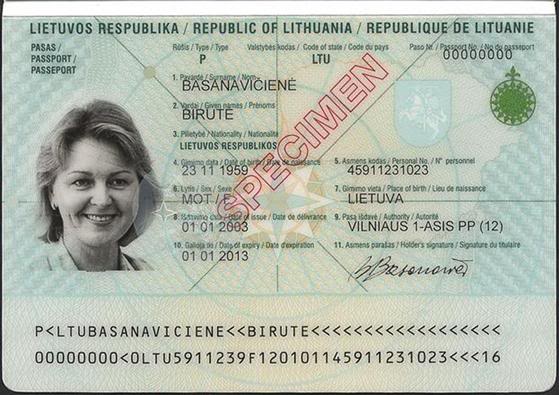 LIETUVOS RESPUBLIKA / REPUBLIC OF LITHUANIA / REPUBLIQUE DE LITUANIE
PASAS /
PASSPORT /
PASSEPORT
Rūšis / Type / Type
P
Valstybės kodas / Code of state / Code du pays
LTU
Paso Nr. / Passport No. / No du passeport
00000000
1. Pavardė / Surname / Nom
BASANAVIČIENĖ
2. Vardai / Given names / Prénoms
BIRUTĖ
3. Pilietybė / Nationality / Nationalité
LIETUVOS RESPUBLIKOS
4. Gimimo data / Date of birth / Date de naissance
23 11 1959
5. Asmens kodas / Personal No. / N° personnel
45911231023
6. Lytis / Sex / Sexe
MOT / F
7. Gimimo vieta / Place of birth / Lieu de naissance
LIETUVA
8. Išdavimo data / Date of issue / Date de délivrance
01 01 2003
9. Pasą išdavė / Authority / Autorité
VILNIAUS 1-ASIS PP (12)
10. Galioja iki / Date of expiry / Date d'expiration
01 01 2013
11. Asmens parašas / Holder's signature / Signature du titulaire
SPECIMEN
P<LTUBASANAVICIENE<<BIRUTE<<<<<<<<<<<<<<<<<<
00000000<0LTU5911239F120101145911231023<<<16